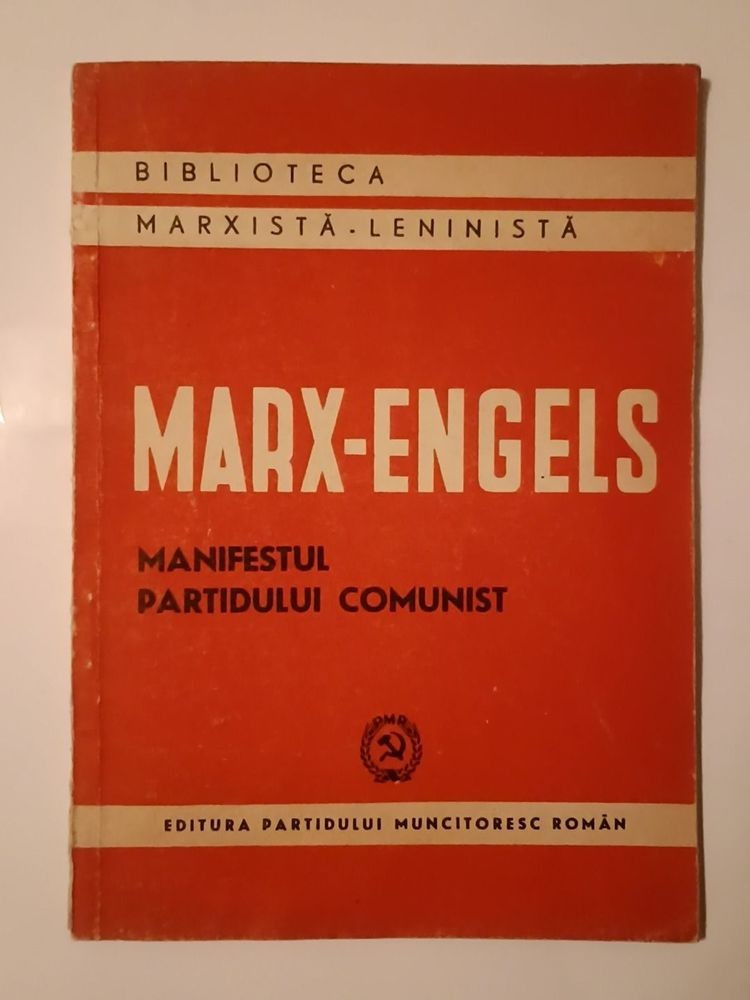 BIBLIOTECA
MARXISTĂ-LENINISTĂ
MARX-ENGELS
MANIFESTUL
PARTIDULUI COMUNIST
PMR
EDITURA PARTIDULUI MUNCITORESC ROMÂN